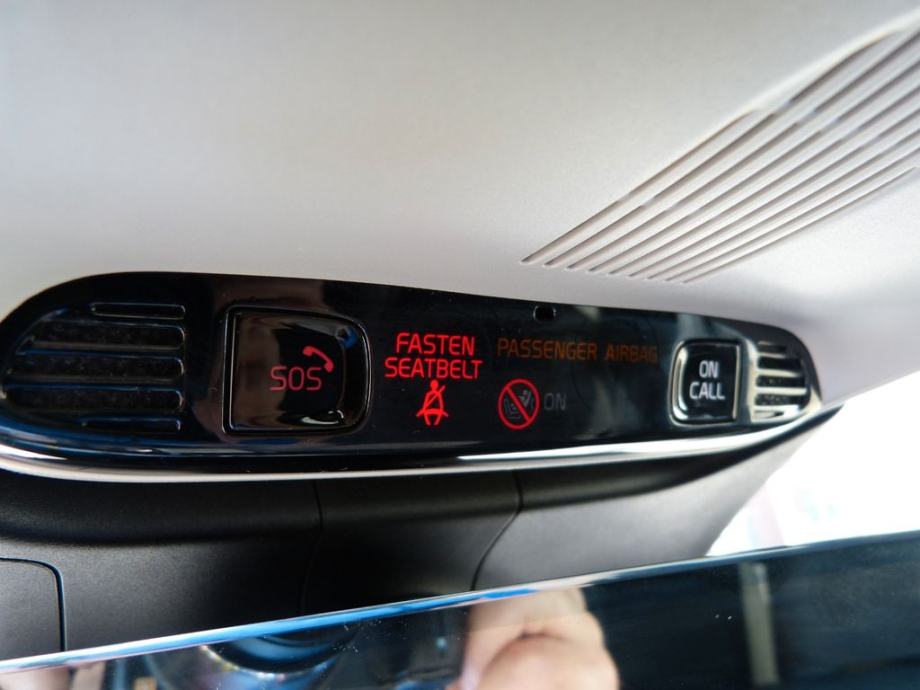 SOS
FASTEN
SEATBELT
PASSENGER AIRBAG
ON
ON
CALL